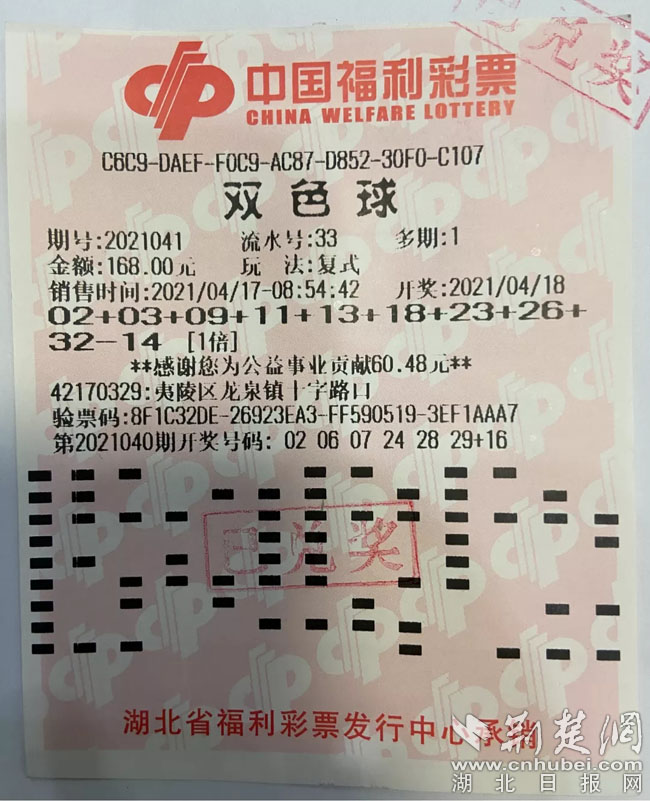 已兑奖
中国福利彩票
CHINA WELFARE LOTTERY
C6C9-DAEF-F0C9-AC87-D852-30F0-C107
双色球
期号:2021041 流水号:33 多期:1
金额:168.00元 玩 法:复式
销售时间:2021/04/17-08:54:42 开奖:2021/04/18
02+03+09+11+13+18+23+26+
32-14 [1倍]
**感谢您为公益事业贡献60.48元**
42170329:夷陵区龙泉镇十字路口
验票码:8F1C32DE-26923EA3-FF590519-3EF1AAA7
第2021040期开奖号码: 02 06 07 24 28 29+16
已兑奖
湖北省福利彩票发行中心承销
荆楚网
www.cnhubei.com
湖北日报网